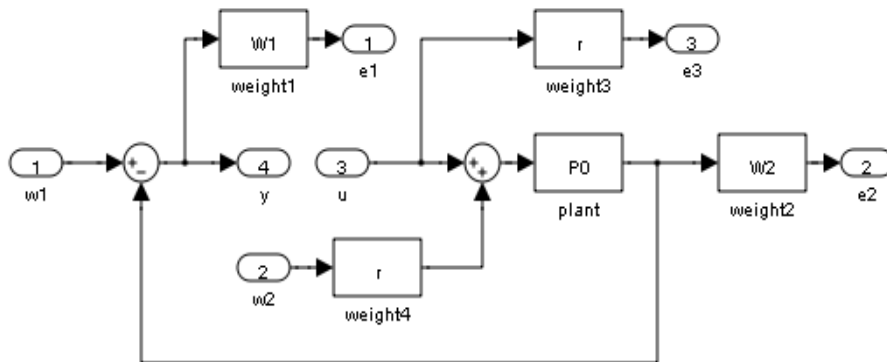 W1
1
r
3
weight1
e1
weight3
e3
+
−
1
w1
4
y
3
u
+
+
P0
plant
W2
weight2
2
e2
2
w2
r
weight4